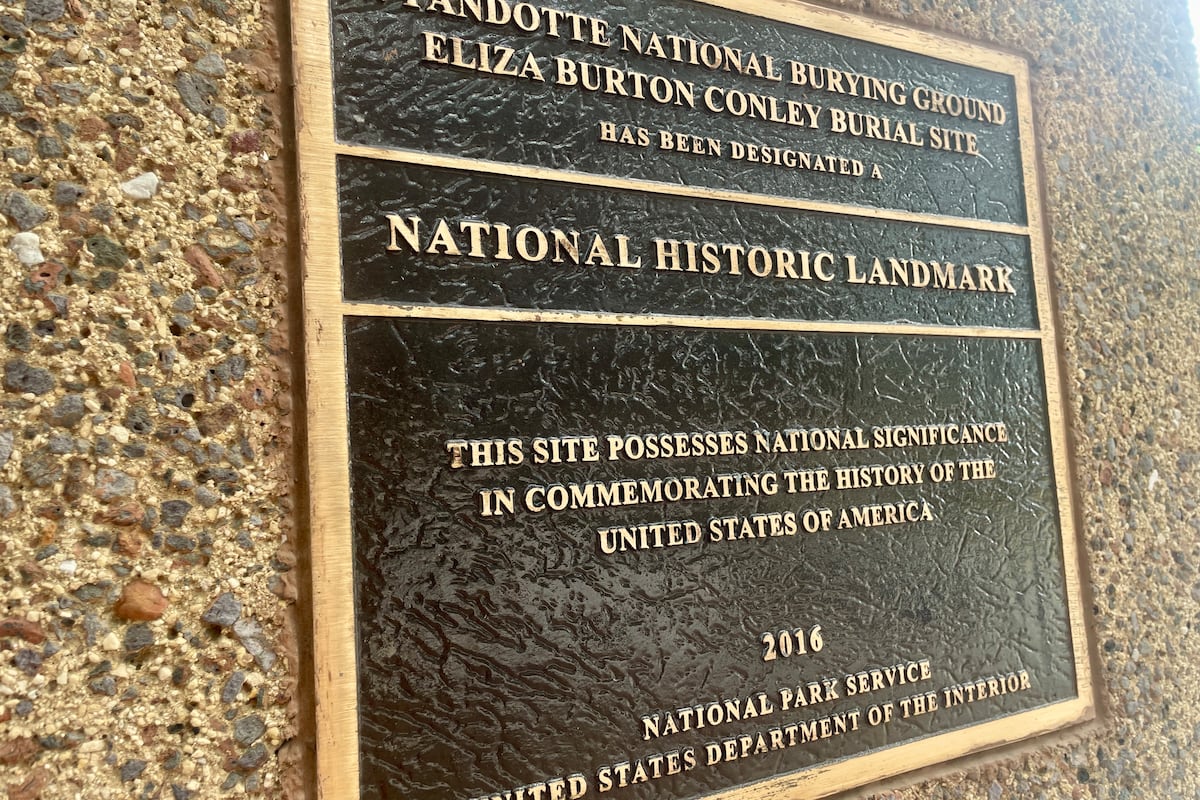 YANDOTTE NATIONAL BURYING GROUND
ELIZA BURTON CONLEY BURIAL SITE
HAS BEEN DESIGNATED A
NATIONAL HISTORIC LANDMARK
THIS SITE POSSESSES NATIONAL SIGNIFICANCE
IN COMMEMORATING THE HISTORY OF THE
UNITED STATES OF AMERICA
2016
NATIONAL PARK SERVICE
UNITED STATES DEPARTMENT OF THE INTERIOR